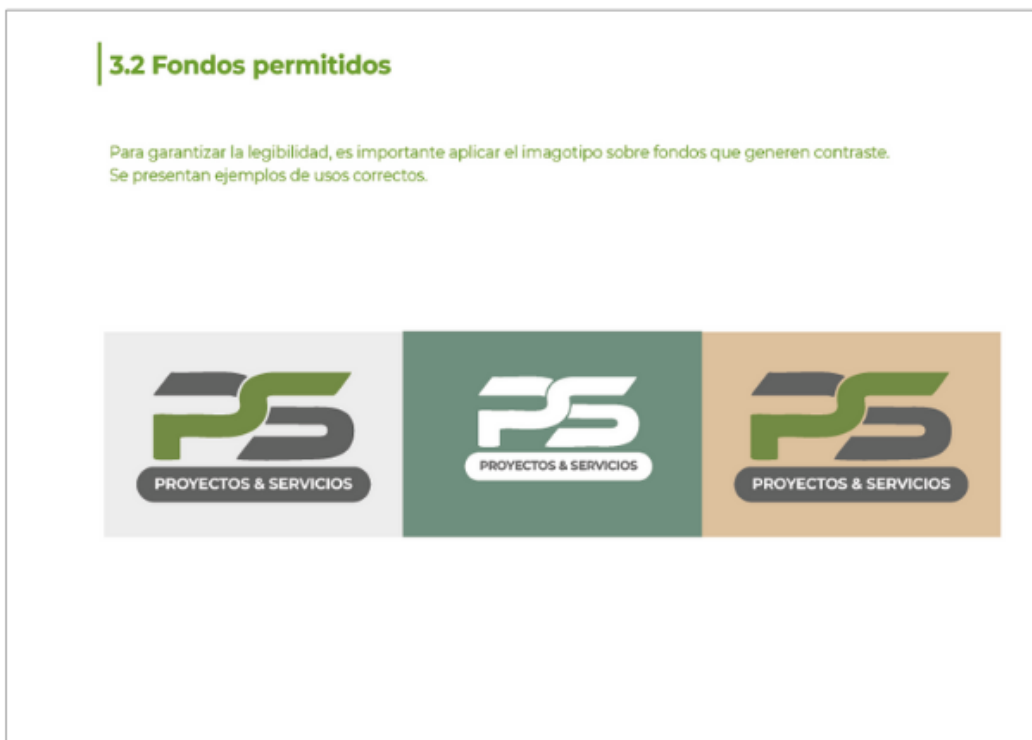 3.2 Fondos permitidos
Para garantizar la legibilidad, es importante aplicar el imagotipo sobre fondos que generen contraste.
Se presentan ejemplos de usos correctos.
PS
PROYECTOS & SERVICIOS
PS
PROYECTOS & SERVICIOS
PS
PROYECTOS & SERVICIOS